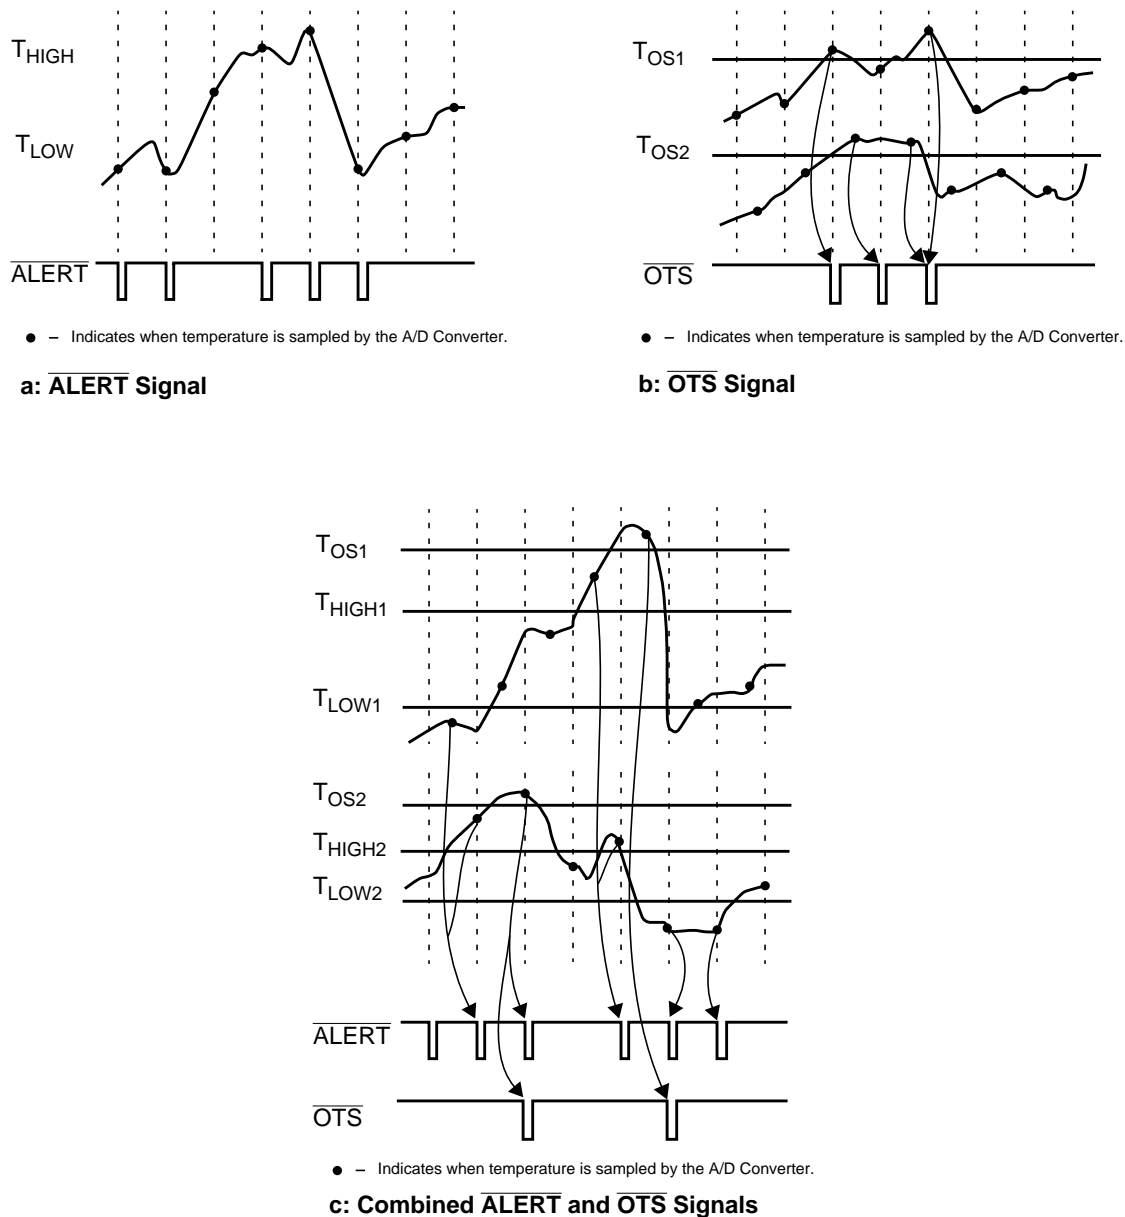 THIGH
TLOW
ALERT
● – Indicates when temperature is sampled by the A/D Converter.
a: ALERT Signal
TOS1
TOS2
OTS
● – Indicates when temperature is sampled by the A/D Converter.
b: OTS Signal
TOS1
THIGH1
TLOW1
TOS2
THIGH2
TLOW2
ALERT
OTS
● – Indicates when temperature is sampled by the A/D Converter.
c: Combined ALERT and OTS Signals